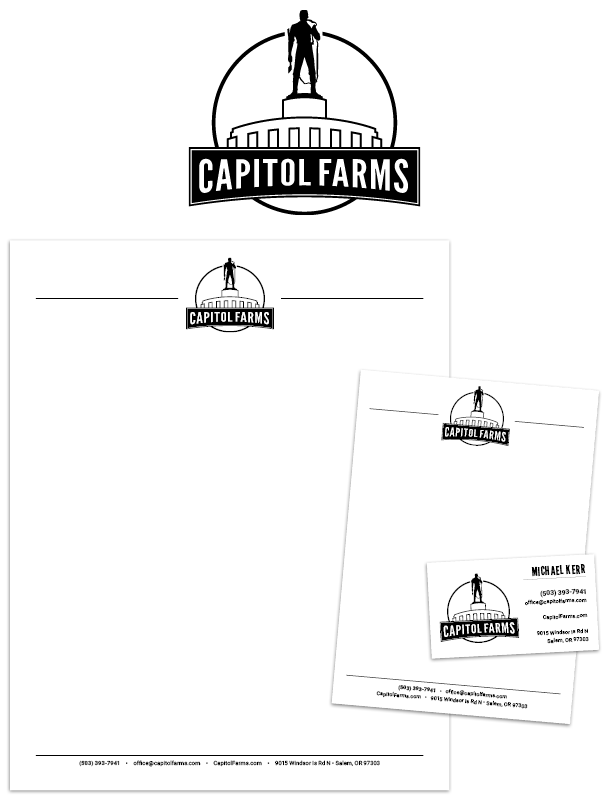 CAPITOL FARMS
CAPITOL FARMS
(503) 393-7941 • office@capitolfarms.com • CapitolFarms.com • 9015 Windsor Is Rd N - Salem, OR 97303
CAPITOL FARMS
(503) 393-7941 • office@capitolfarms.com
CapitolFarms.com • 9015 Windsor Is Rd N - Salem, OR 97303
MICHAEL KERR
(503) 393-7941
office@capitolfarms.com
CapitolFarms.com
9015 Windsor Is Rd N
Salem, OR 97303
CAPITOL FARMS